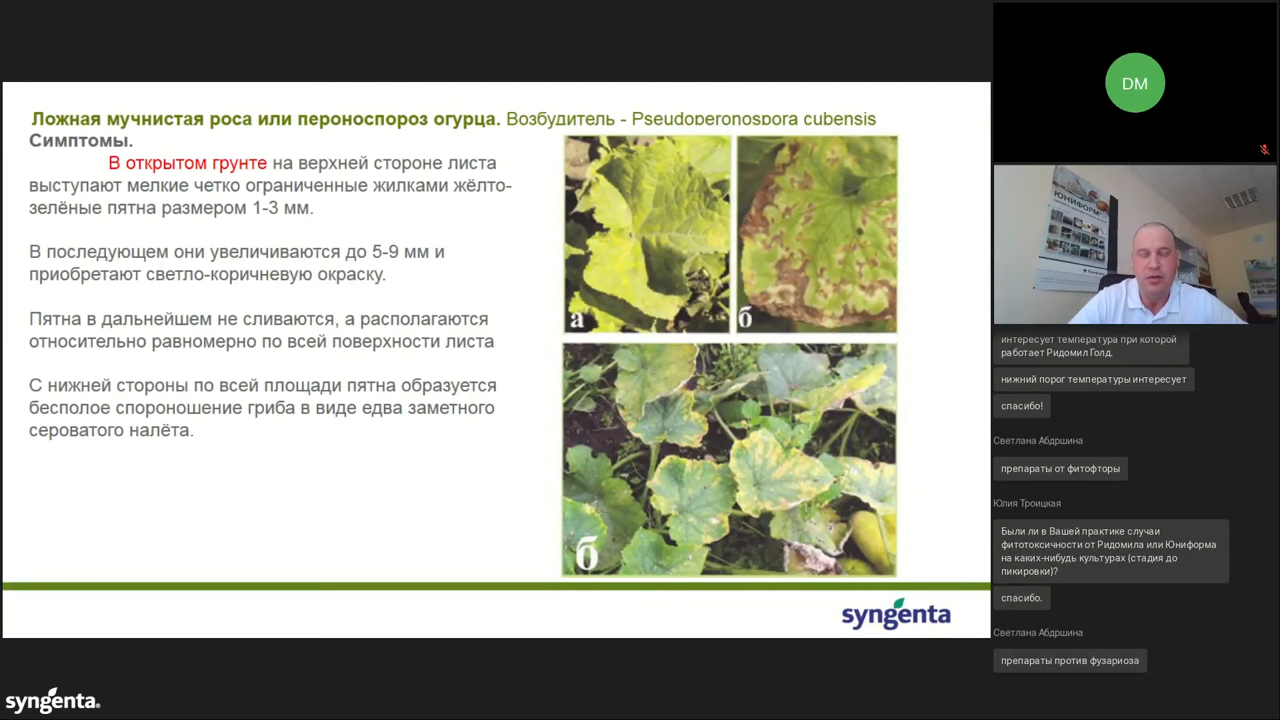 Ложная мучнистая роса или пероноспороз огурца. Возбудитель - Pseudoperonospora cubensis
Симптомы.
В открытом грунте на верхней стороне листа
выступают мелкие четко ограниченные жилками жёлто-
зелёные пятна размером 1-3 мм.
В последующем они увеличиваются до 5-9 мм и
приобретают светло-коричневую окраску.
Пятна в дальнейшем не сливаются, а располагаются
относительно равномерно по всей поверхности листа
С нижней стороны по всей площади пятна образуется
бесполое спороношение гриба в виде едва заметного
сероватого налёта.
а
б
б
syngenta
syngenta
DM
ЮНИФОРМ
интересует температура при которой
работает Ридомил Голд.
нижний порог температуры интересует
спасибо!
Светлана Абдршина
препараты от фитофторы
Юлия Троицкая
Были ли в Вашей практике случаи
фитотоксичности от Ридомила или Юниформа
на каких-нибудь культурах (стадия до
пикировки)?
спасибо.
Светлана Абдршина
препараты против фузариоза